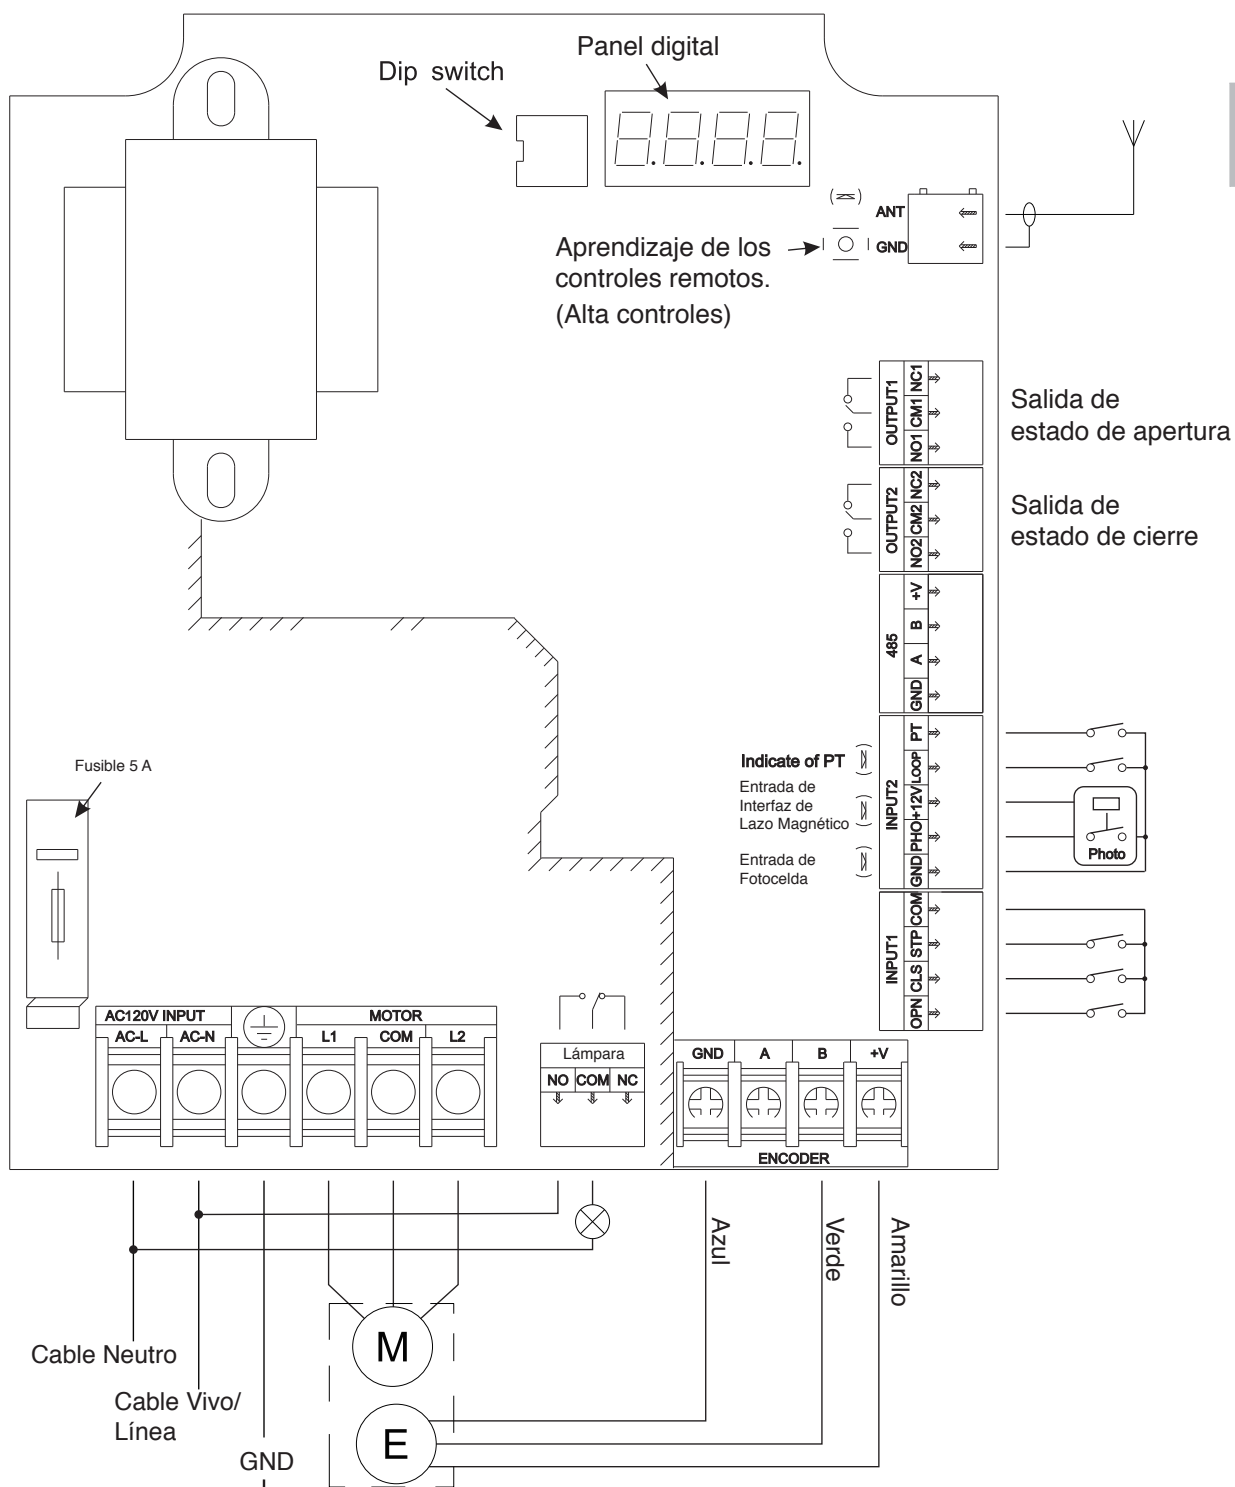 Panel digital
Dip switch
ANT
GND
Aprendizaje de los
controles remotos.
(Alta controles)
OUTPUT1
NC1
CM1
NO1
Salida de
estado de apertura
OUTPUT2
NC2
CM2
NO2
Salida de
estado de cierre
485
+V
B
A
GND
INPUT2
PT
LOOP
+12V
PHO
GND
Indicate of PT
Entrada de
Interfaz de
Lazo Magnético
Entrada de
Fotocelda
Photo
INPUT1
COM
STP
CLS
OPN
Fusible 5 A
AC120V INPUT
MOTOR
AC-L
AC-N
L1
COM
L2
Lámpara
NO
COM
NC
GND
A
B
+V
ENCODER
Azul
Verde
Amarillo
M
E
Cable Neutro
Cable Vivo/
Línea
GND